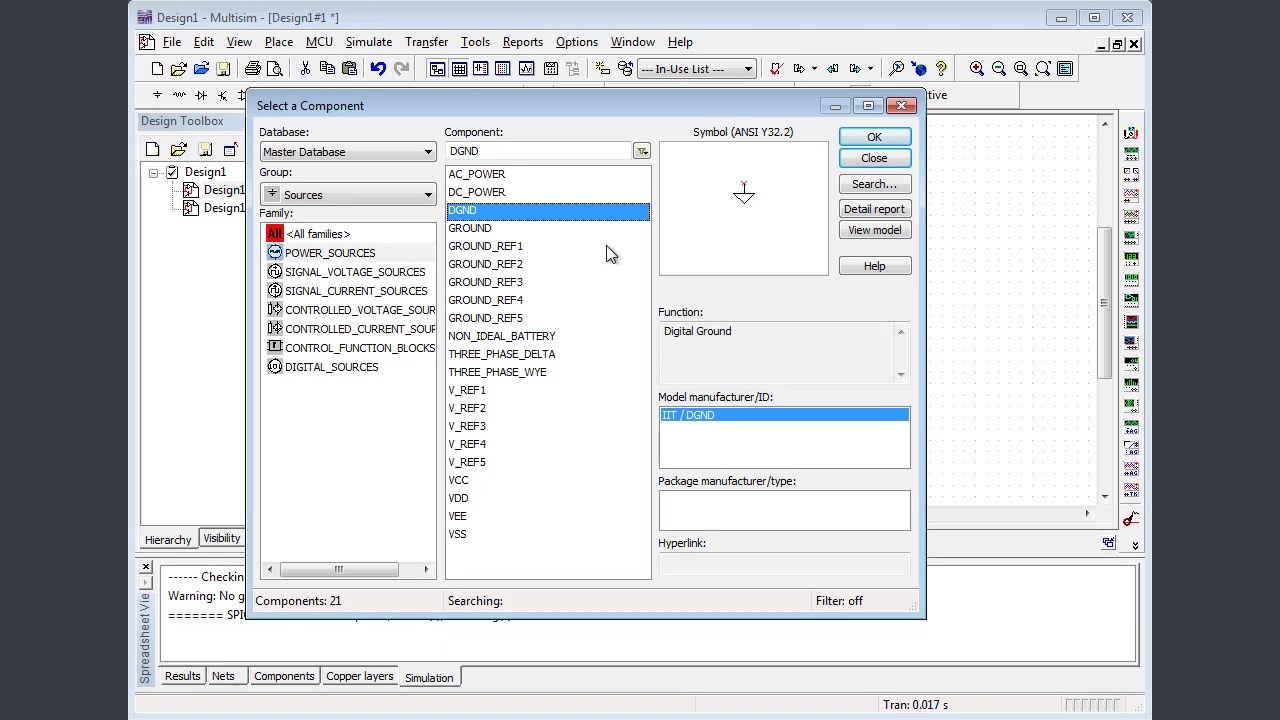 Design1 - Multisim - [Design1#1 *]
File Edit View Place MCU Simulate Transfer Tools Reports Options Window Help
--- In-Use List ---
Select a Component
Design Toolbox
Design1
Design1
Design1
Hierarchy
Visibility
Database:
Master Database
Group:
Sources
Family:
All <All families>
POWER_SOURCES
SIGNAL_VOLTAGE_SOURCES
SIGNAL_CURRENT_SOURCES
CONTROLLED_VOLTAGE_SOUR
CONTROLLED_CURRENT_SOUR
CONTROL_FUNCTION_BLOCKS
DIGITAL_SOURCES
Component:
DGND
AC_POWER
DC_POWER
DGND
GROUND
GROUND_REF1
GROUND_REF2
GROUND_REF3
GROUND_REF4
GROUND_REF5
NON_IDEAL_BATTERY
THREE_PHASE_DELTA
THREE_PHASE_WYE
V_REF1
V_REF2
V_REF3
V_REF4
V_REF5
VCC
VDD
VEE
VSS
Symbol (ANSI Y32.2)
OK
Close
Search...
Detail report
View model
Help
Function:
Digital Ground
Model manufacturer/ID:
IIT / DGND
Package manufacturer/type:
Hyperlink:
Components: 21
Searching:
Filter: off
------ Checkin
Warning: No g
======= SPI
Spreadsheet Vie
Results Nets Components Copper layers Simulation
Tran: 0.017 s